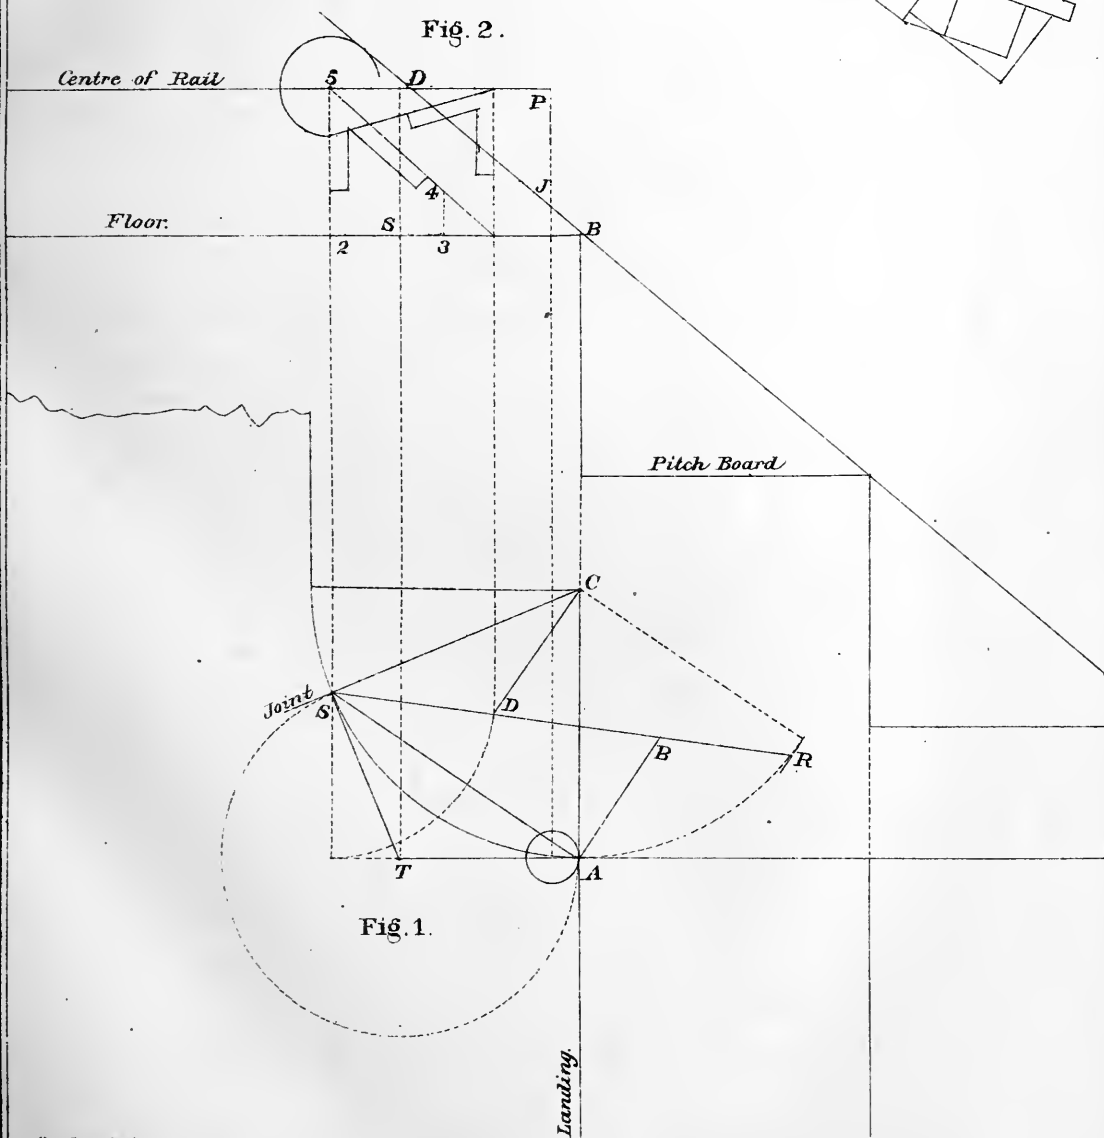 Fig. 2.
Centre of Rail
5
D
P
4
J
Floor.
S
B
2
3
Pitch Board
C
Joint
S
D
B
R
T
A
Fig. 1.
Landing.